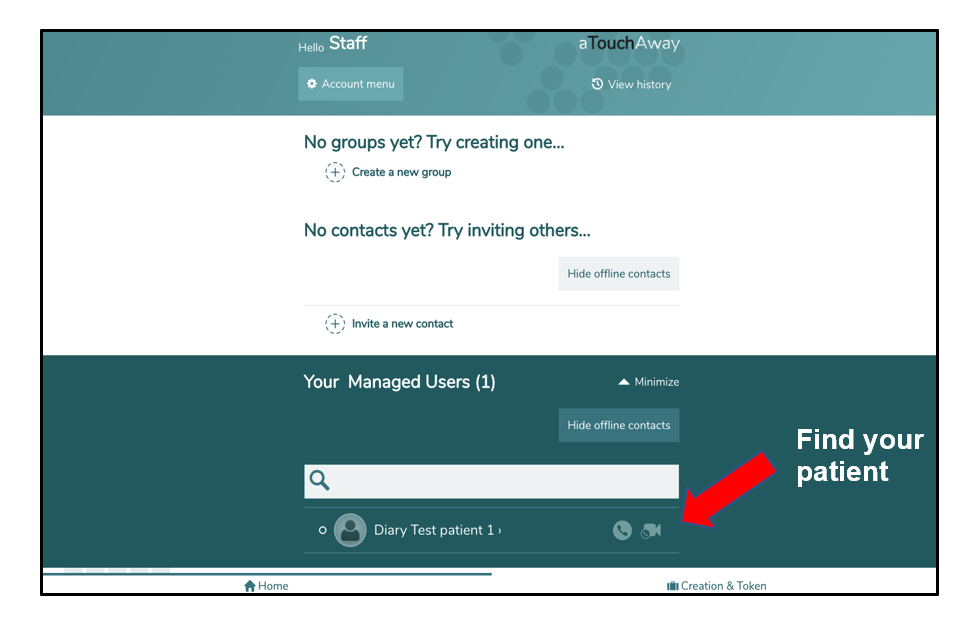 Hello Staff
aTouchAway
Account menu
View history
No groups yet? Try creating one...
Create a new group
No contacts yet? Try inviting others...
Hide offline contacts
Invite a new contact
Your Managed Users (1)
Minimize
Hide offline contacts
Find your
patient
Diary Test patient 1 ›
Home
Creation & Token